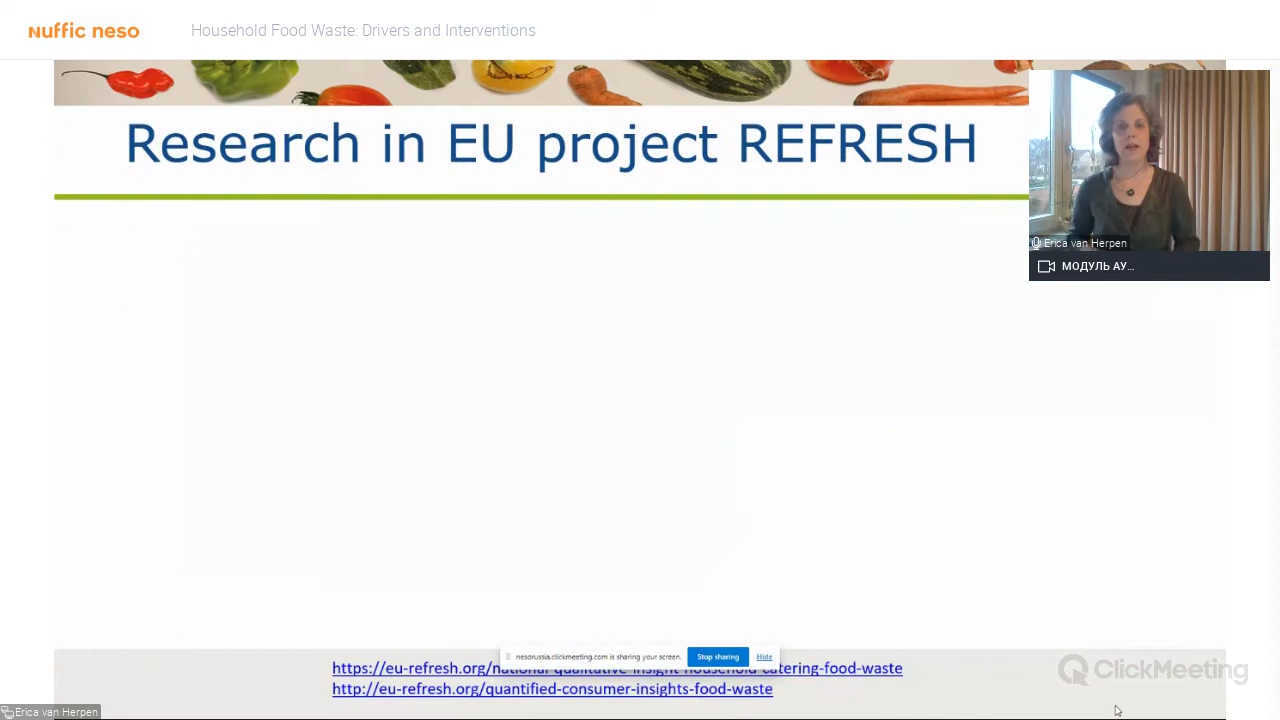 nuffic neso
Household Food Waste: Drivers and Interventions
Research in EU project REFRESH
Erica van Herpen
МОДУЛЬ АУ...
nesorussia.clickmeeting.com is sharing your screen.
Stop sharing
Hide
https://eu-refresh.org/national-qualitative-insight-household-catering-food-waste
http://eu-refresh.org/quantified-consumer-insights-food-waste
ClickMeeting
Erica van Herpen